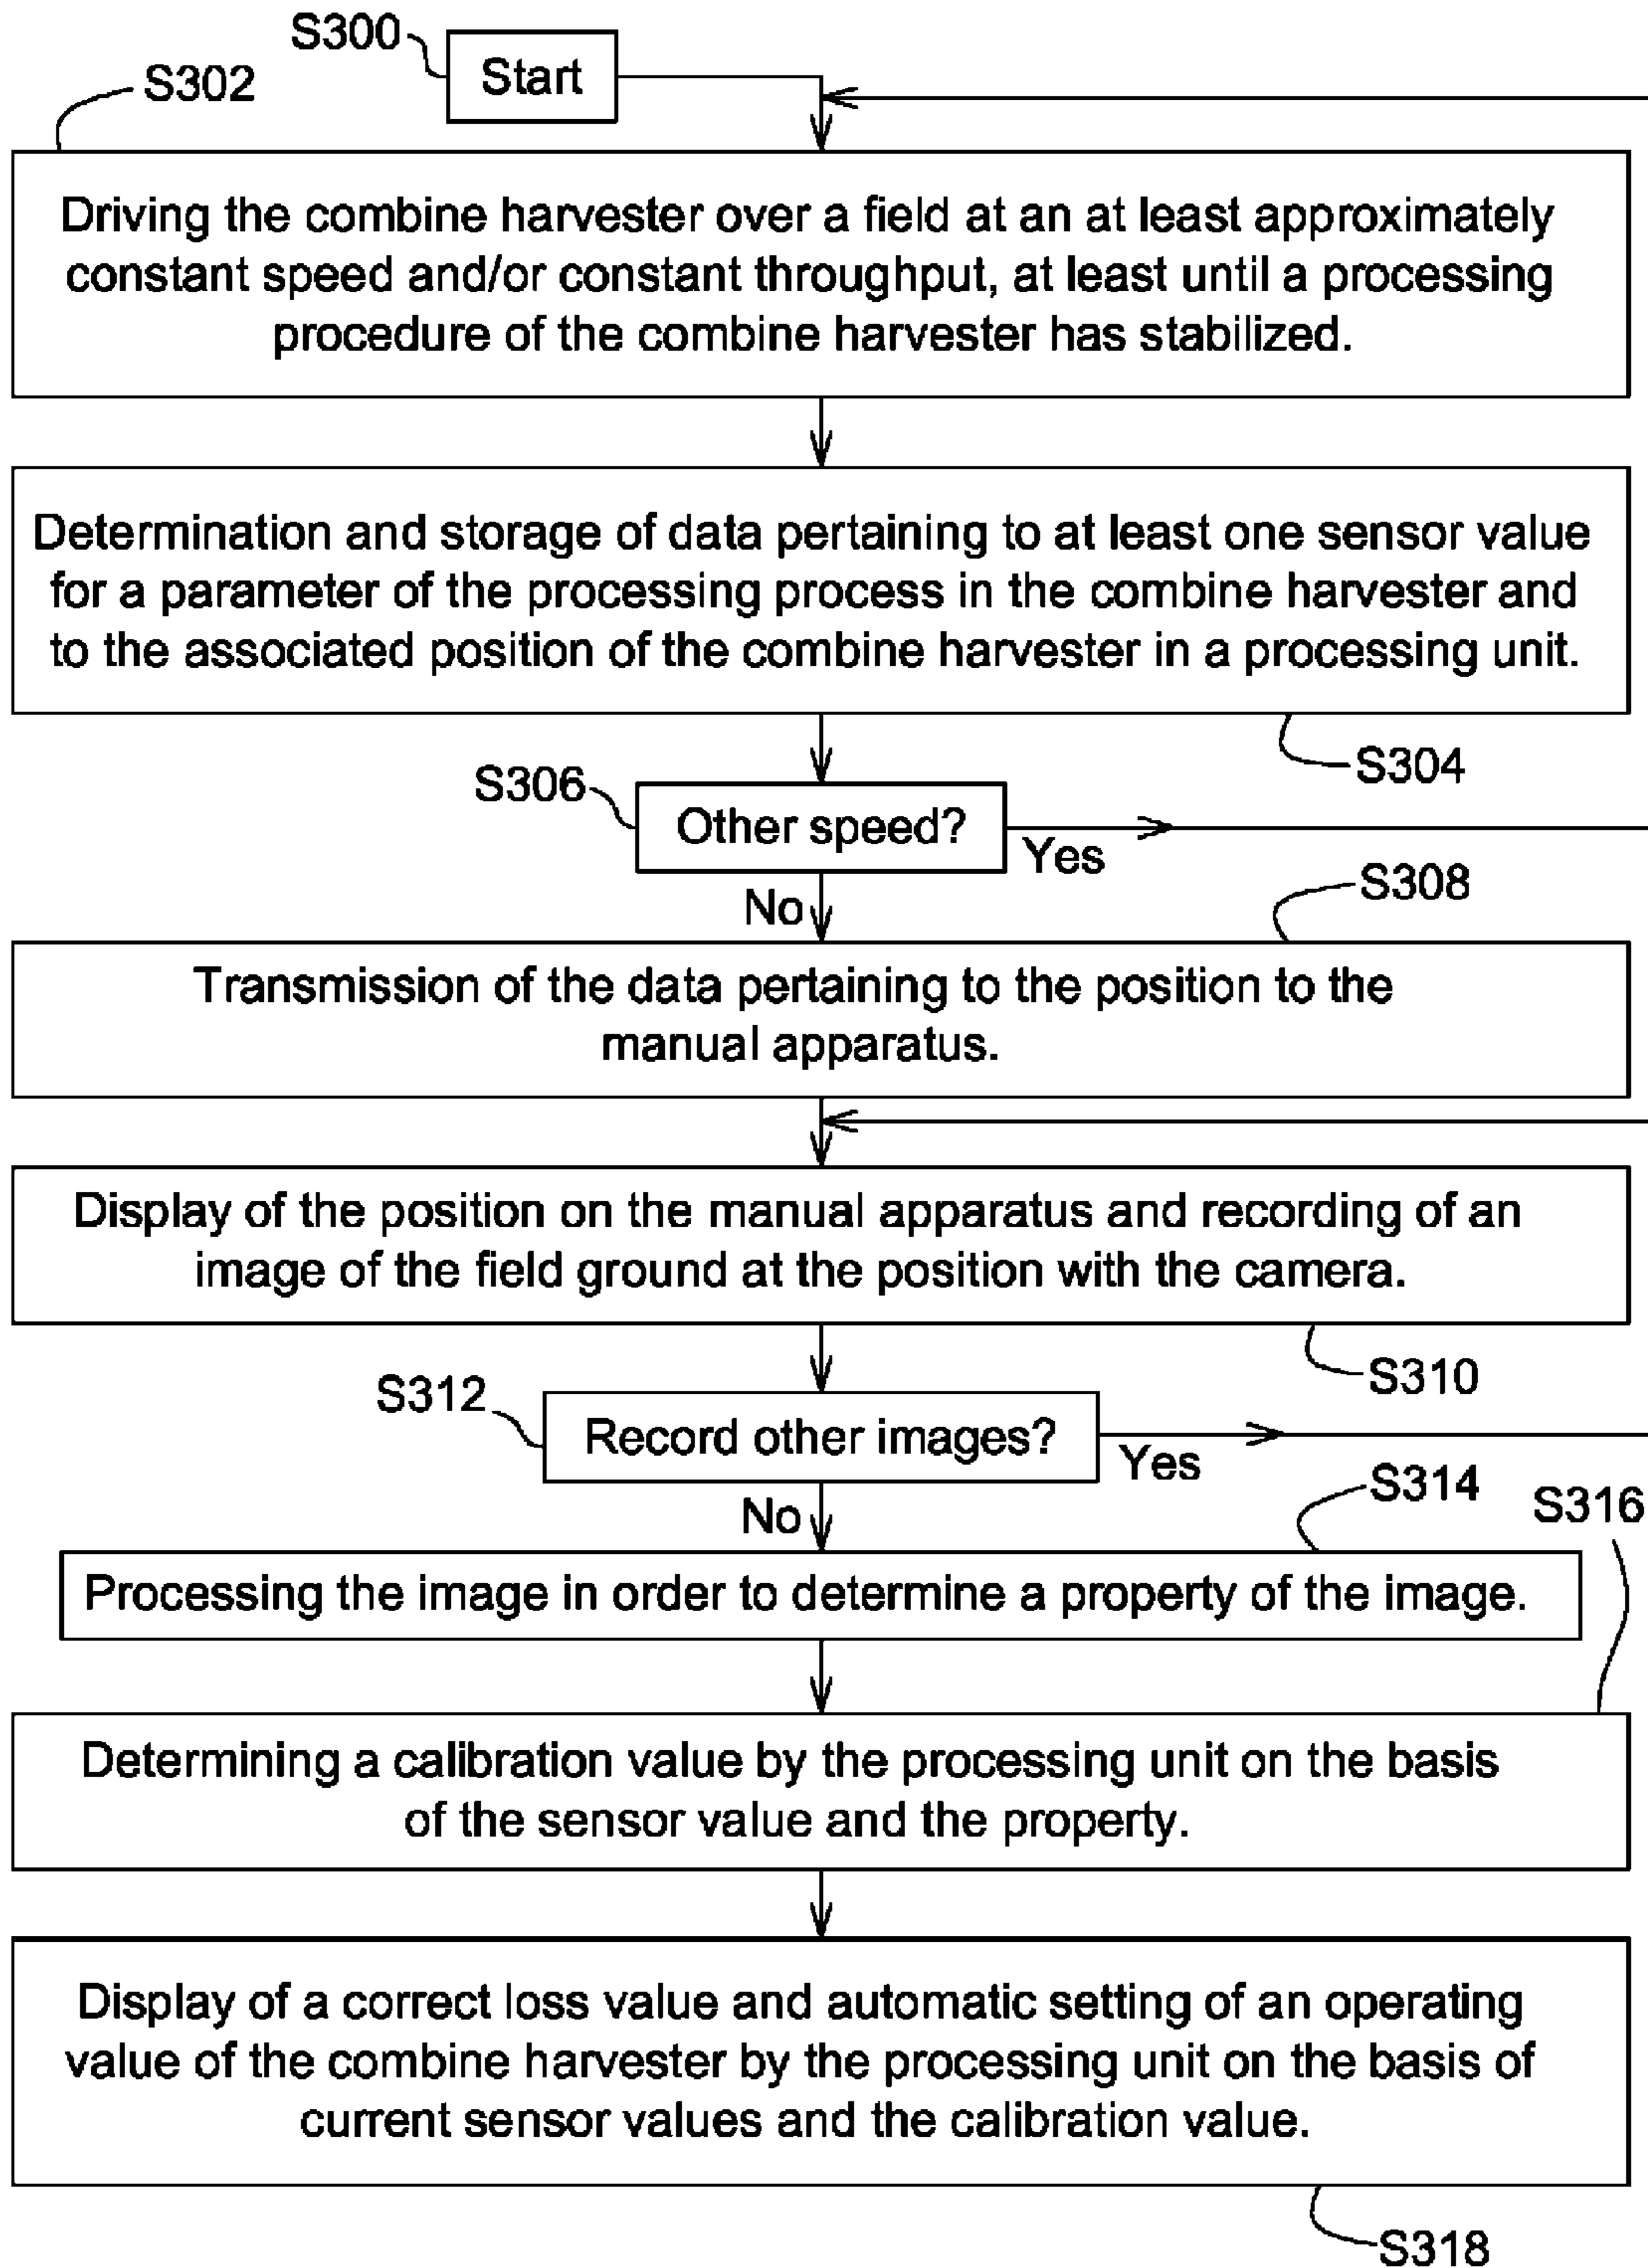 S300
Start
S302
Driving the combine harvester over a field at an at least approximately
constant speed and/or constant throughput, at least until a processing
procedure of the combine harvester has stabilized.
Determination and storage of data pertaining to at least one sensor value
for a parameter of the processing process in the combine harvester and
to the associated position of the combine harvester in a processing unit.
S304
S306
Other speed?
Yes
No
S308
Transmission of the data pertaining to the position to the
manual apparatus.
Display of the position on the manual apparatus and recording of an
image of the field ground at the position with the camera.
S310
S312
Record other images?
Yes
No
S314
S316
Processing the image in order to determine a property of the image.
Determining a calibration value by the processing unit on the basis
of the sensor value and the property.
Display of a correct loss value and automatic setting of an operating
value of the combine harvester by the processing unit on the basis of
current sensor values and the calibration value.
S318